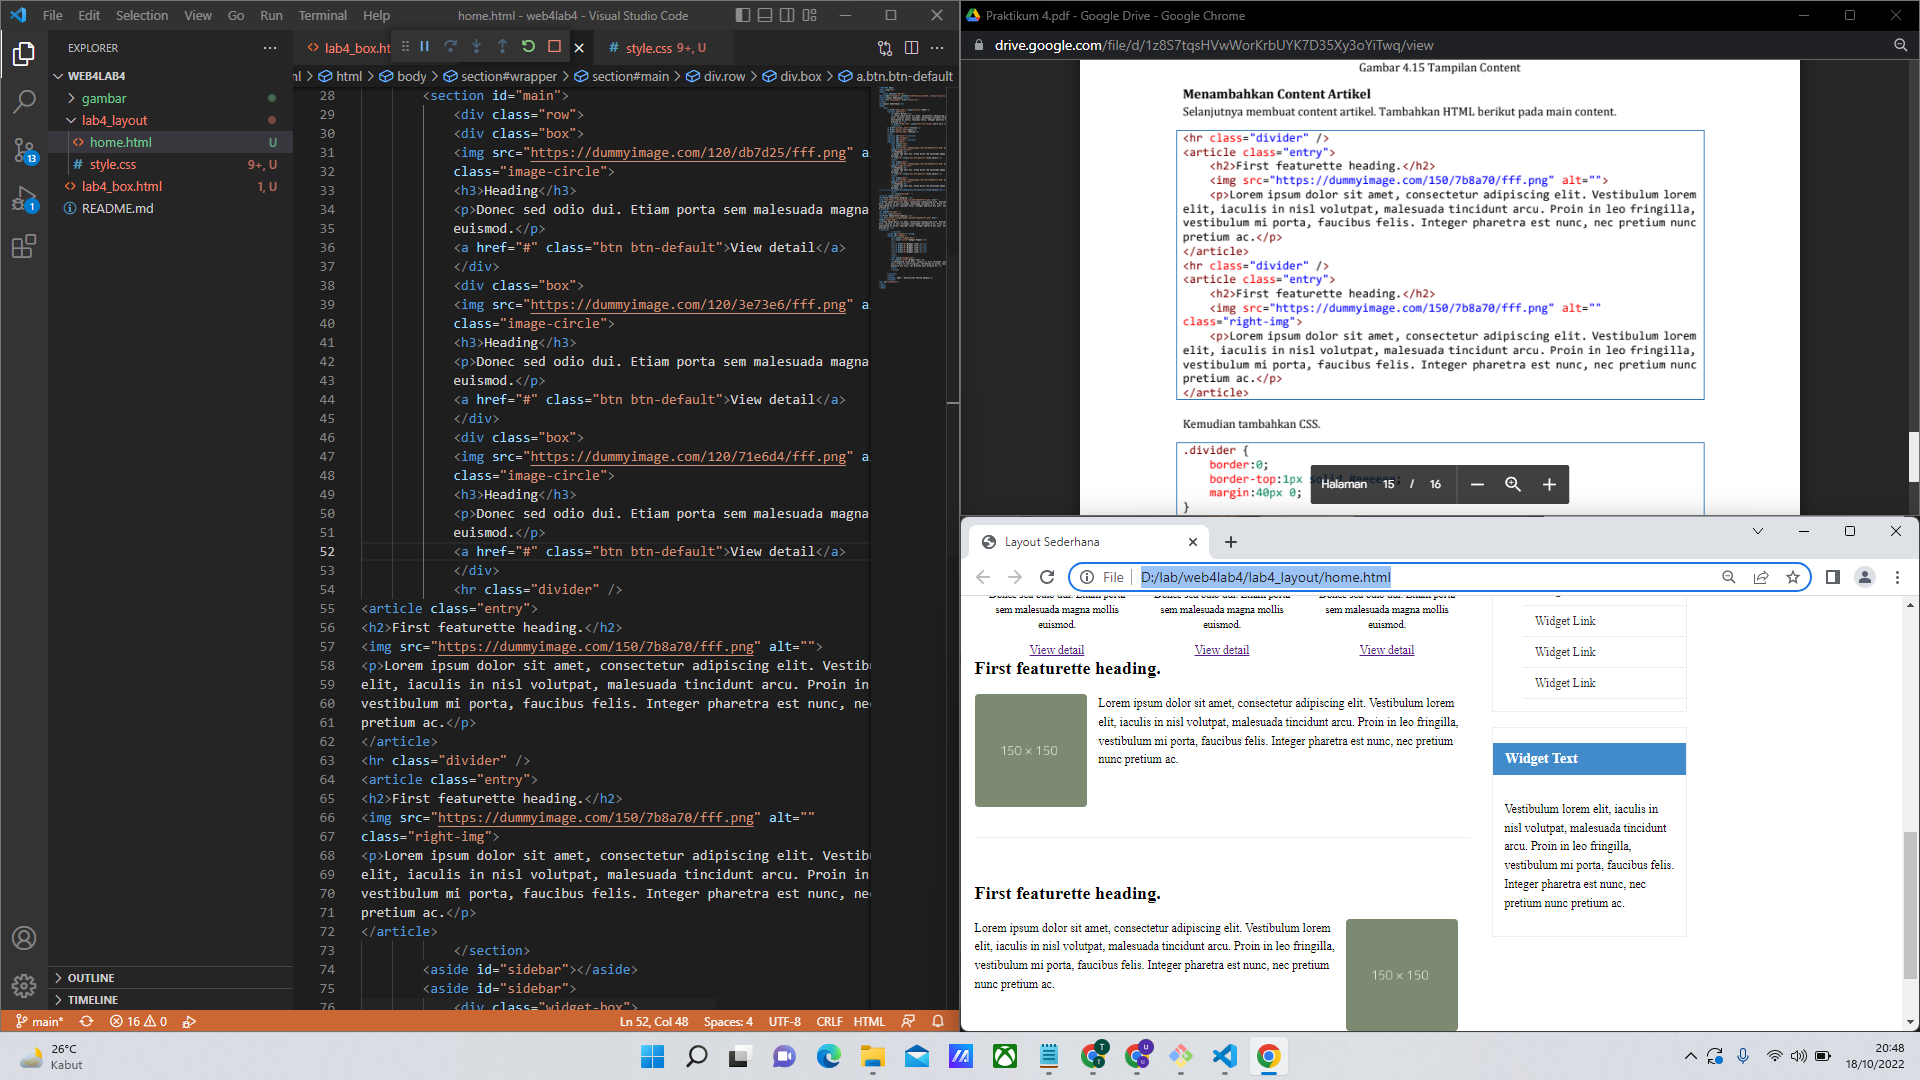 File Edit Selection View Go Run Terminal Help
home.html - web4lab4 - Visual Studio Code
EXPLORER
WEB4LAB4
gambar
lab4_layout
home.html U
style.css 9+, U
lab4_box.html 1, U
README.md
OUTLINE
TIMELINE
13
1
lab4_box.ht
style.css 9+, U
ml > html > body > section#wrapper > section#main > div.row > div.box > a.btn.btn-default
28 <section id="main">
29 <div class="row">
30 <div class="box">
31 <img src="https://dummyimage.com/120/db7d25/fff.png" al
32 class="image-circle">
33 <h3>Heading</h3>
34 <p>Donec sed odio dui. Etiam porta sem malesuada magna
35 euismod.</p>
36 <a href="#" class="btn btn-default">View detail</a>
37 </div>
38 <div class="box">
39 <img src="https://dummyimage.com/120/3e73e6/fff.png" al
40 class="image-circle">
41 <h3>Heading</h3>
42 <p>Donec sed odio dui. Etiam porta sem malesuada magna
43 euismod.</p>
44 <a href="#" class="btn btn-default">View detail</a>
45 </div>
46 <div class="box">
47 <img src="https://dummyimage.com/120/71e6d4/fff.png" al
48 class="image-circle">
49 <h3>Heading</h3>
50 <p>Donec sed odio dui. Etiam porta sem malesuada magna
51 euismod.</p>
52 <a href="#" class="btn btn-default">View detail</a>
53 </div>
54 <hr class="divider" />
55 <article class="entry">
56 <h2>First featurette heading.</h2>
57 <img src="https://dummyimage.com/150/7b8a70/fff.png" alt="">
58 <p>Lorem ipsum dolor sit amet, consectetur adipiscing elit. Vestib
59 elit, iaculis in nisl volutpat, malesuada tincidunt arcu. Proin in
60 vestibulum mi porta, faucibus felis. Integer pharetra est nunc, ne
61 pretium ac.</p>
62 </article>
63 <hr class="divider" />
64 <article class="entry">
65 <h2>First featurette heading.</h2>
66 <img src="https://dummyimage.com/150/7b8a70/fff.png" alt=""
67 class="right-img">
68 <p>Lorem ipsum dolor sit amet, consectetur adipiscing elit. Vestib
69 elit, iaculis in nisl volutpat, malesuada tincidunt arcu. Proin in
70 vestibulum mi porta, faucibus felis. Integer pharetra est nunc, ne
71 pretium ac.</p>
72 </article>
73 </section>
74 <aside id="sidebar"></aside>
75 <aside id="sidebar">
76 <div class="widget-box">
main* 16 0
Ln 52, Col 48 Spaces: 4 UTF-8 CRLF HTML
Praktikum 4.pdf - Google Drive - Google Chrome
drive.google.com/file/d/1z8S7tqsHVwWorKrbUYK7D35Xy3oYiTwq/view
Gambar 4.15 Tampilan Content
Menambahkan Content Artikel
Selanjutnya membuat content artikel. Tambahkan HTML berikut pada main content.
<hr class="divider" />
<article class="entry">
<h2>First featurette heading.</h2>
<img src="https://dummyimage.com/150/7b8a70/fff.png" alt="">
<p>Lorem ipsum dolor sit amet, consectetur adipiscing elit. Vestibulum lorem
elit, iaculis in nisl volutpat, malesuada tincidunt arcu. Proin in leo fringilla,
vestibulum mi porta, faucibus felis. Integer pharetra est nunc, nec pretium nunc
pretium ac.</p>
</article>
<hr class="divider" />
<article class="entry">
<h2>First featurette heading.</h2>
<img src="https://dummyimage.com/150/7b8a70/fff.png" alt=""
class="right-img">
<p>Lorem ipsum dolor sit amet, consectetur adipiscing elit. Vestibulum lorem
elit, iaculis in nisl volutpat, malesuada tincidunt arcu. Proin in leo fringilla,
vestibulum mi porta, faucibus felis. Integer pharetra est nunc, nec pretium nunc
pretium ac.</p>
</article>
Kemudian tambahkan CSS.
.divider {
border:0;
border-top:1px
margin:40px 0;
}
Halaman 15 / 16
Layout Sederhana
File D:/lab/web4lab4/lab4_layout/home.html
Donec sed odio dui. Etiam porta
sem malesuada magna mollis
euismod.
View detail
Donec sed odio dui. Etiam porta
sem malesuada magna mollis
euismod.
View detail
Donec sed odio dui. Etiam porta
sem malesuada magna mollis
euismod.
View detail
First featurette heading.
150 × 150
Lorem ipsum dolor sit amet, consectetur adipiscing elit. Vestibulum lorem
elit, iaculis in nisl volutpat, malesuada tincidunt arcu. Proin in leo fringilla,
vestibulum mi porta, faucibus felis. Integer pharetra est nunc, nec pretium
nunc pretium ac.
First featurette heading.
Lorem ipsum dolor sit amet, consectetur adipiscing elit. Vestibulum lorem
elit, iaculis in nisl volutpat, malesuada tincidunt arcu. Proin in leo fringilla,
vestibulum mi porta, faucibus felis. Integer pharetra est nunc, nec pretium
nunc pretium ac.
150 × 150
Widget Link
Widget Link
Widget Link
Widget Text
Vestibulum lorem elit, iaculis in
nisl volutpat, malesuada tincidunt
arcu. Proin in leo fringilla,
vestibulum mi porta, faucibus felis.
Integer pharetra est nunc, nec
pretium nunc pretium ac.
26°C
Kabut
20:48
18/10/2022